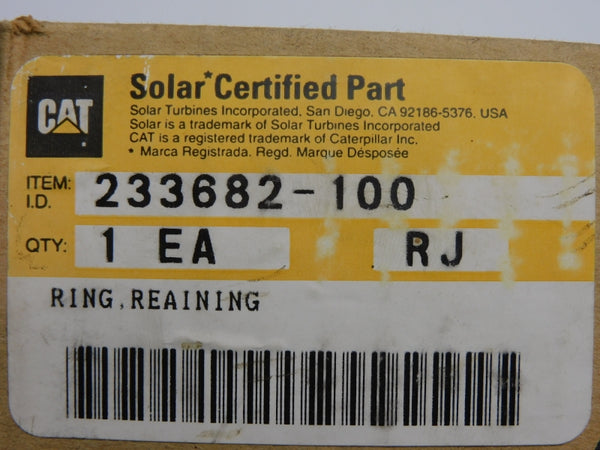 CAT
Solar* Certified Part
Solar Turbines Incorporated, San Diego, CA 92186-5376, USA
Solar is a trademark of Solar Turbines Incorporated
CAT is a registered trademark of Caterpillar Inc.
* Marca Registrada. Regd. Marque Désposée
ITEM: I.D. 233682-100
QTY: 1 EA RJ
RING,REAINING